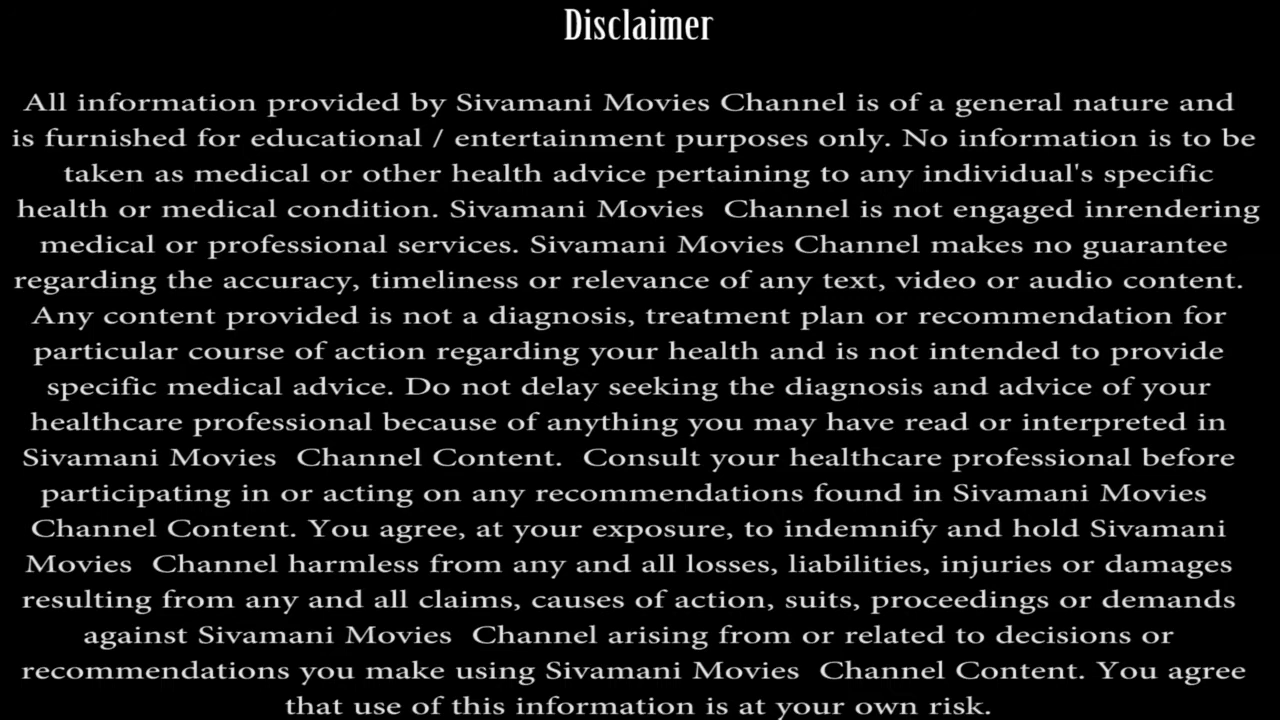 Disclaimer
All information provided by Sivamani Movies Channel is of a general nature and
is furnished for educational / entertainment purposes only. No information is to be
taken as medical or other health advice pertaining to any individual's specific
health or medical condition. Sivamani Movies Channel is not engaged inrendering
medical or professional services. Sivamani Movies Channel makes no guarantee
regarding the accuracy, timeliness or relevance of any text, video or audio content.
Any content provided is not a diagnosis, treatment plan or recommendation for
particular course of action regarding your health and is not intended to provide
specific medical advice. Do not delay seeking the diagnosis and advice of your
healthcare professional because of anything you may have read or interpreted in
Sivamani Movies Channel Content. Consult your healthcare professional before
participating in or acting on any recommendations found in Sivamani Movies
Channel Content. You agree, at your exposure, to indemnify and hold Sivamani
Movies Channel harmless from any and all losses, liabilities, injuries or damages
resulting from any and all claims, causes of action, suits, proceedings or demands
against Sivamani Movies Channel arising from or related to decisions or
recommendations you make using Sivamani Movies Channel Content. You agree
that use of this information is at your own risk.